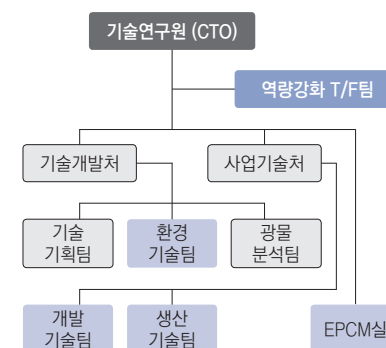 기술연구원 (CTO)
역량강화 T/F팀
기술개발처
사업기술처
기술
기획팀
환경
기술팀
광물
분석팀
개발
기술팀
생산
기술팀
EPCM실